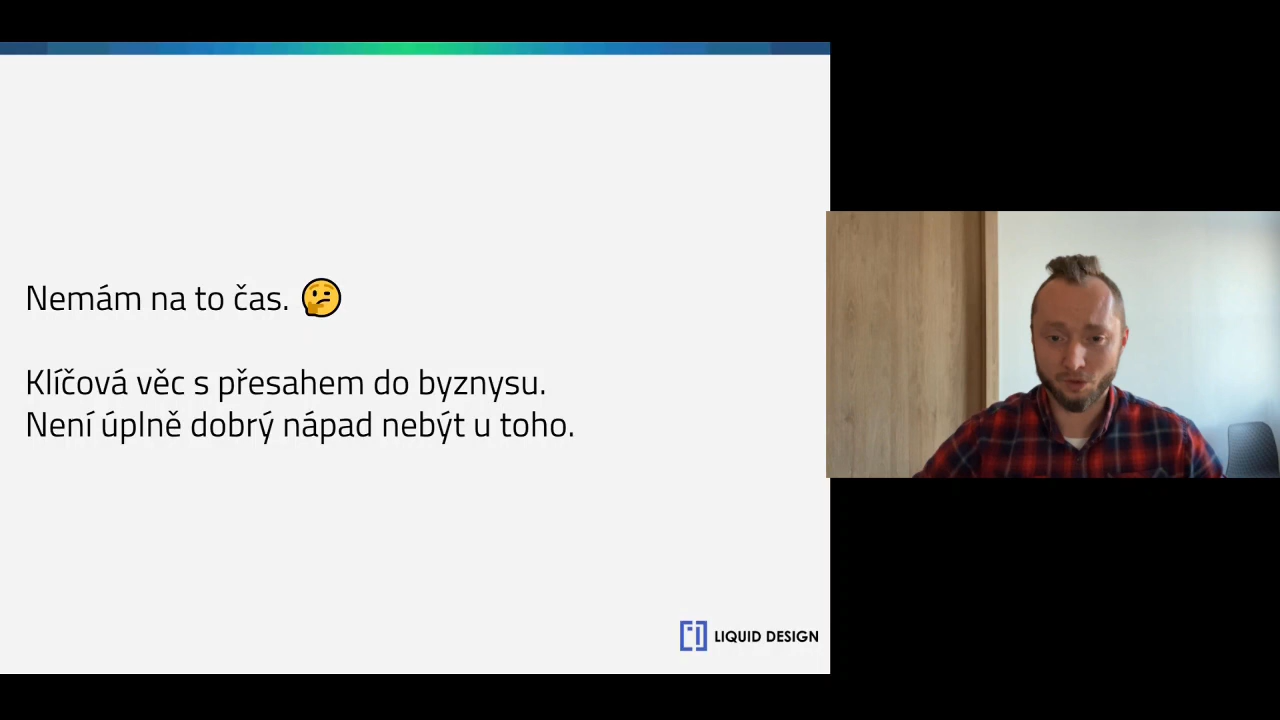 Nemám na to čas. 🤔
Klíčová věc s přesahem do byznysu.
Není úplně dobrý nápad nebýt u toho.
LIQUID DESIGN